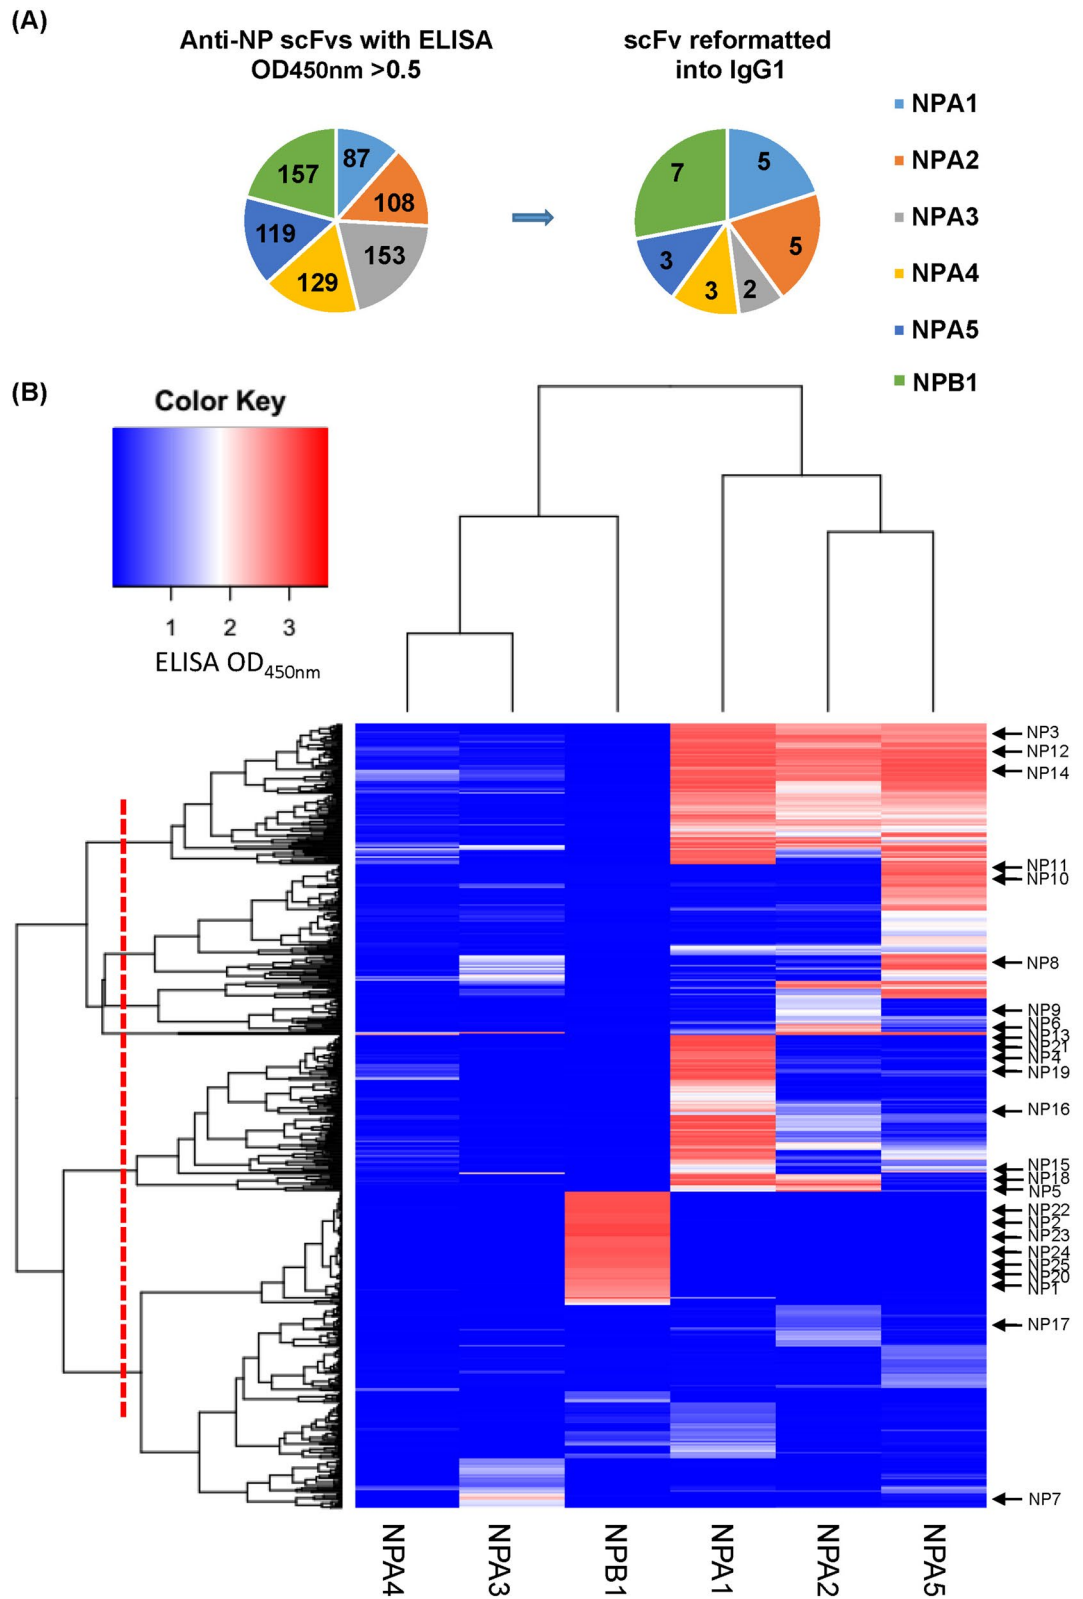 (A)
Anti-NP scFvs with ELISA
OD450nm >0.5
scFv reformatted
into IgG1
87
108
153
129
119
157
5
5
2
3
3
7
NPA1
NPA2
NPA3
NPA4
NPA5
NPB1
(B)
Color Key
1 2 3
ELISA OD450nm
NP3
NP12
NP14
NP11
NP10
NP8
NP9
NP6
NP13
NP21
NP4
NP19
NP16
NP15
NP18
NP5
NP22
NP2
NP23
NP24
NP25
NP20
NP1
NP17
NP7
NPA4
NPA3
NPB1
NPA1
NPA2
NPA5